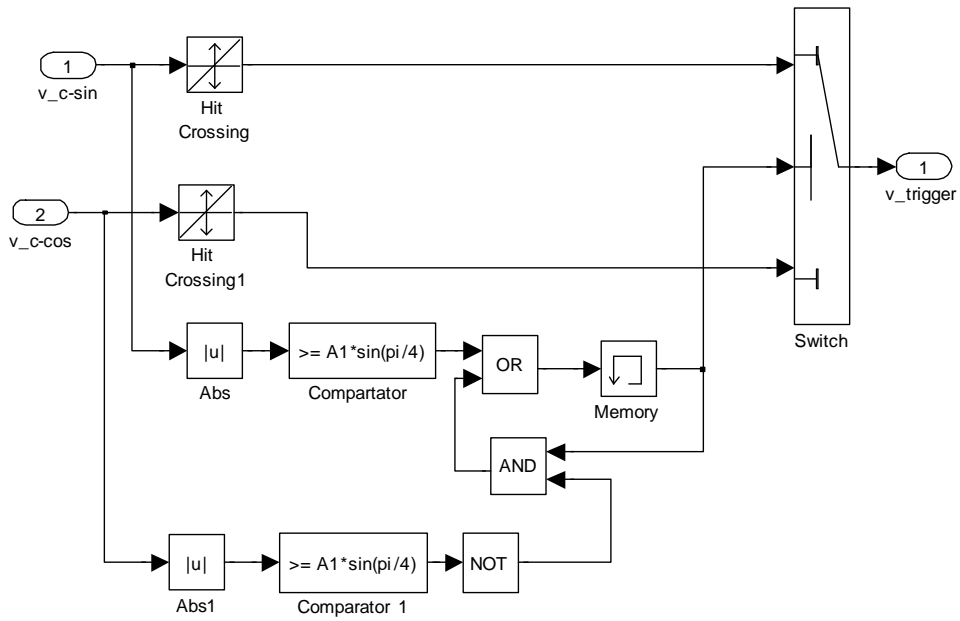 1
v_c-sin
Hit
Crossing
1
v_trigger
2
v_c-cos
Hit
Crossing1
Switch
|u|
Abs
>= A1*sin(pi/4)
Compartator
OR
Memory
AND
|u|
Abs1
>= A1*sin(pi/4)
Comparator 1
NOT